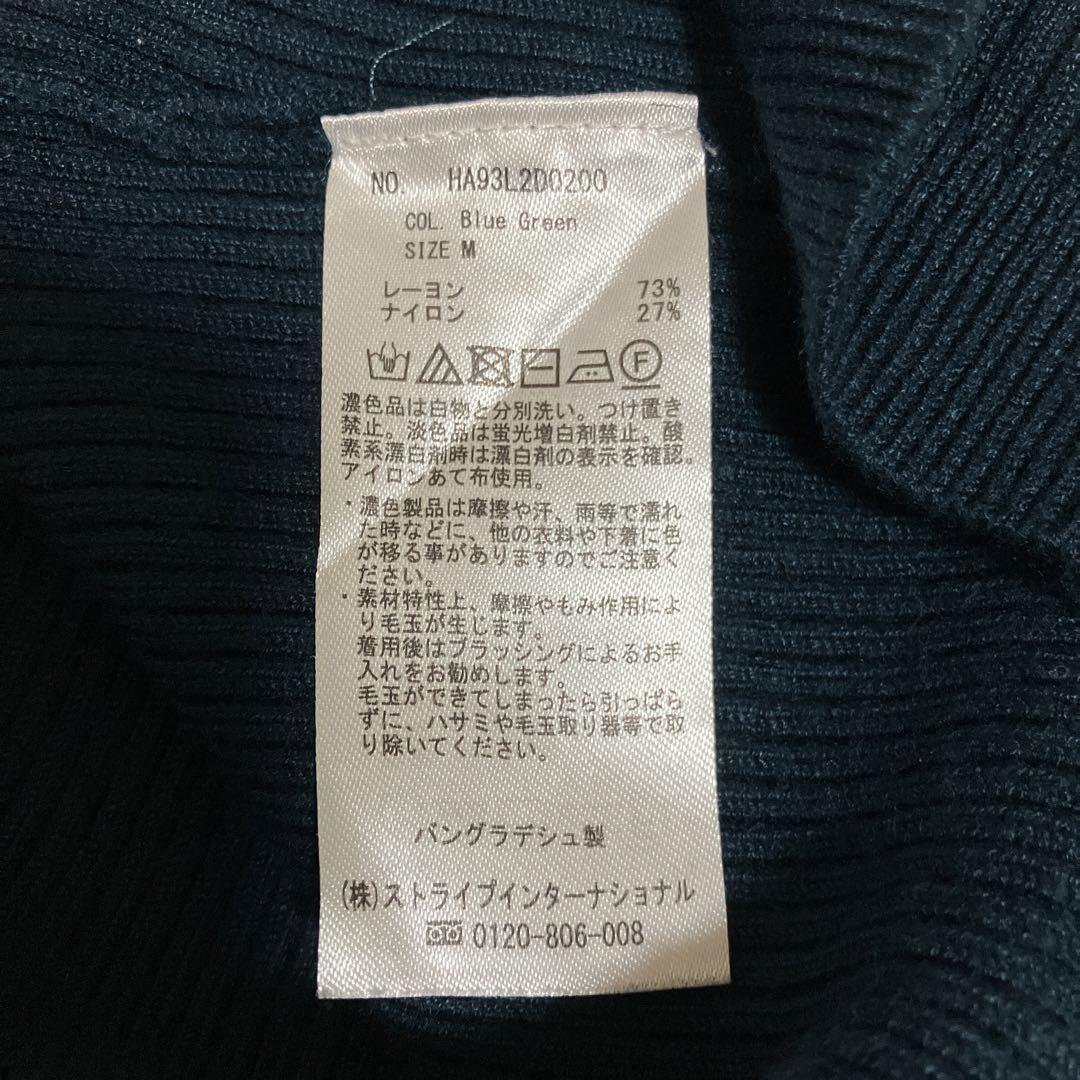 NO. HA93L2D0200
COL. Blue Green
SIZE M
レーヨン 73%
ナイロン 27%
F
濃色品は白物と分別洗い。つけ置き
禁止。淡色品は蛍光増白剤禁止。酸
素系漂白剤時は漂白剤の表示を確認。
アイロンあて布使用。
・濃色製品は摩擦や汗、雨等で濡れ
た時などに、他の衣料や下着に色
が移る事がありますのでご注意く
ださい。
・素材特性上、摩擦やもみ作用によ
り毛玉が生じます。
着用後はブラッシングによるお手
入れをお勧めします。
毛玉ができてしまったら引っぱら
ずに、ハサミや毛玉取り器等で取
り除いてください。
バングラデシュ製
(株)ストライプインターナショナル
0120-806-008